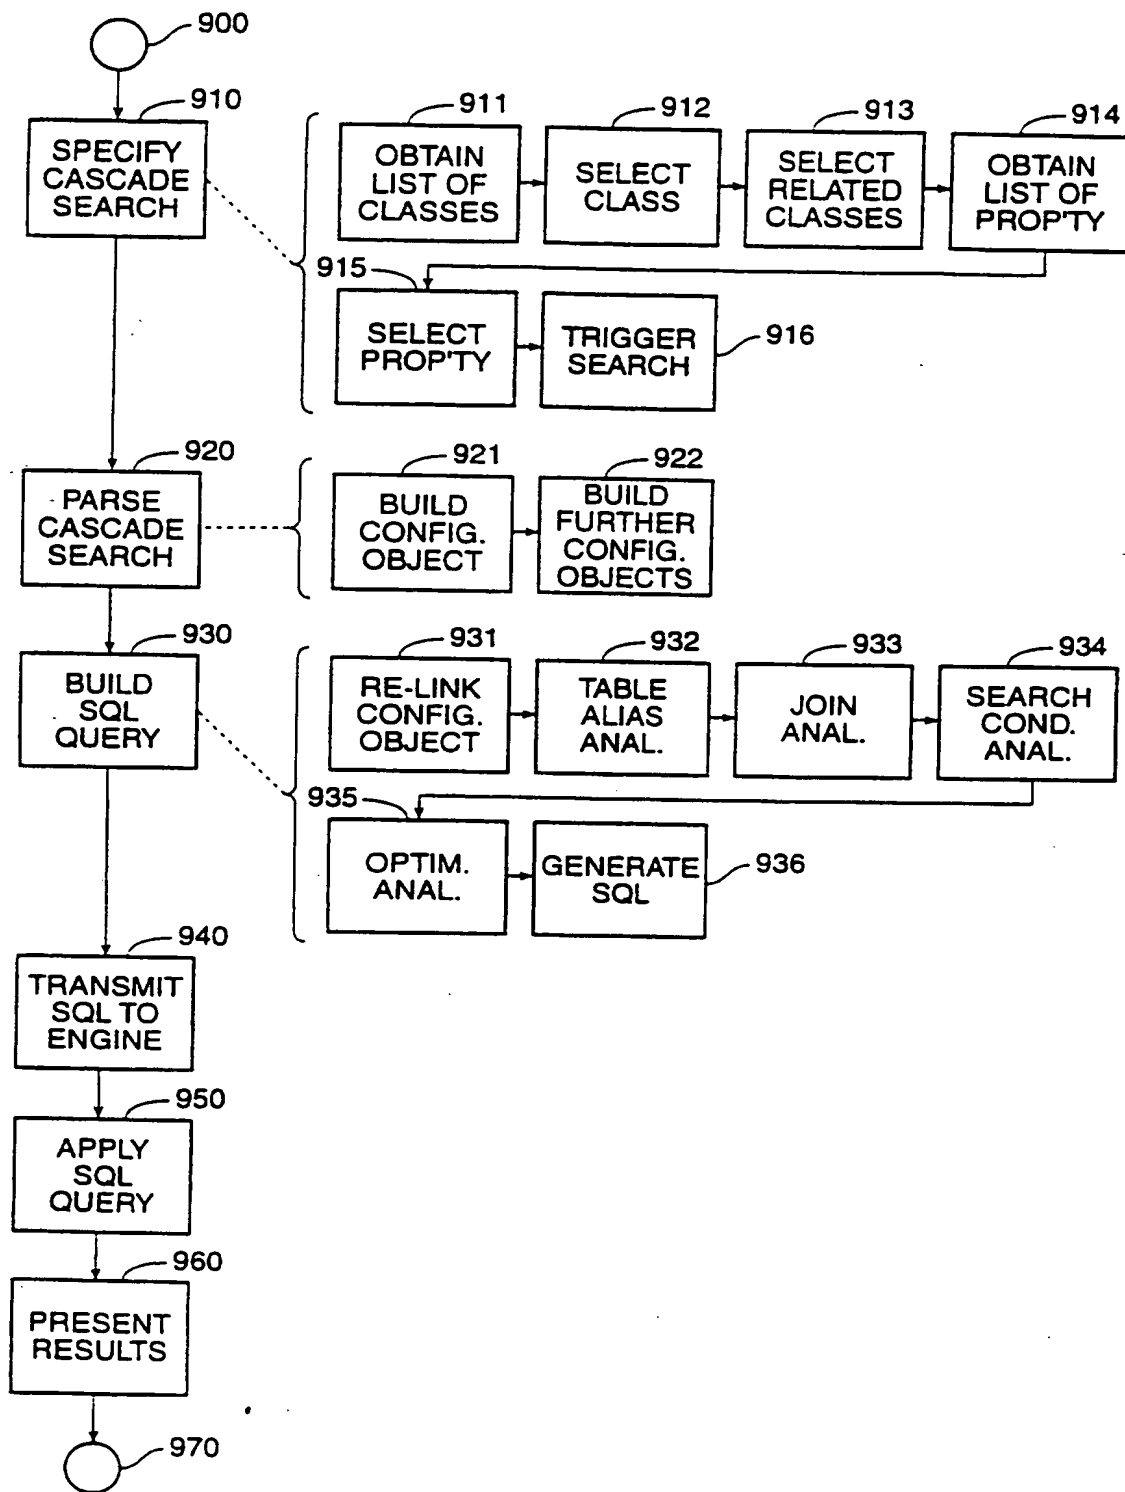 900
910
SPECIFY
CASCADE
SEARCH
911
OBTAIN
LIST OF
CLASSES
912
SELECT
CLASS
913
SELECT
RELATED
CLASSES
914
OBTAIN
LIST OF
PROP'TY
915
SELECT
PROP'TY
TRIGGER
SEARCH
916
920
PARSE
CASCADE
SEARCH
921
BUILD
CONFIG.
OBJECT
922
BUILD
FURTHER
CONFIG.
OBJECTS
930
BUILD
SQL
QUERY
931
RE-LINK
CONFIG.
OBJECT
932
TABLE
ALIAS
ANAL.
933
JOIN
ANAL.
934
SEARCH
COND.
ANAL.
935
OPTIM.
ANAL.
GENERATE
SQL
936
940
TRANSMIT
SQL TO
ENGINE
950
APPLY
SQL
QUERY
960
PRESENT
RESULTS
970